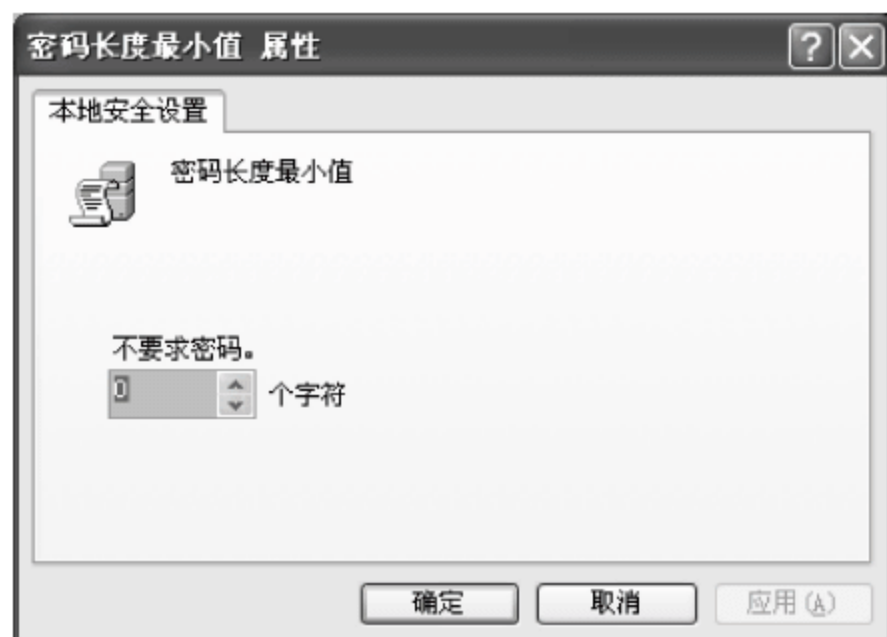 密码长度最小值 属性
本地安全设置
密码长度最小值
不要求密码。
0 个字符
确定 取消 应用(A)